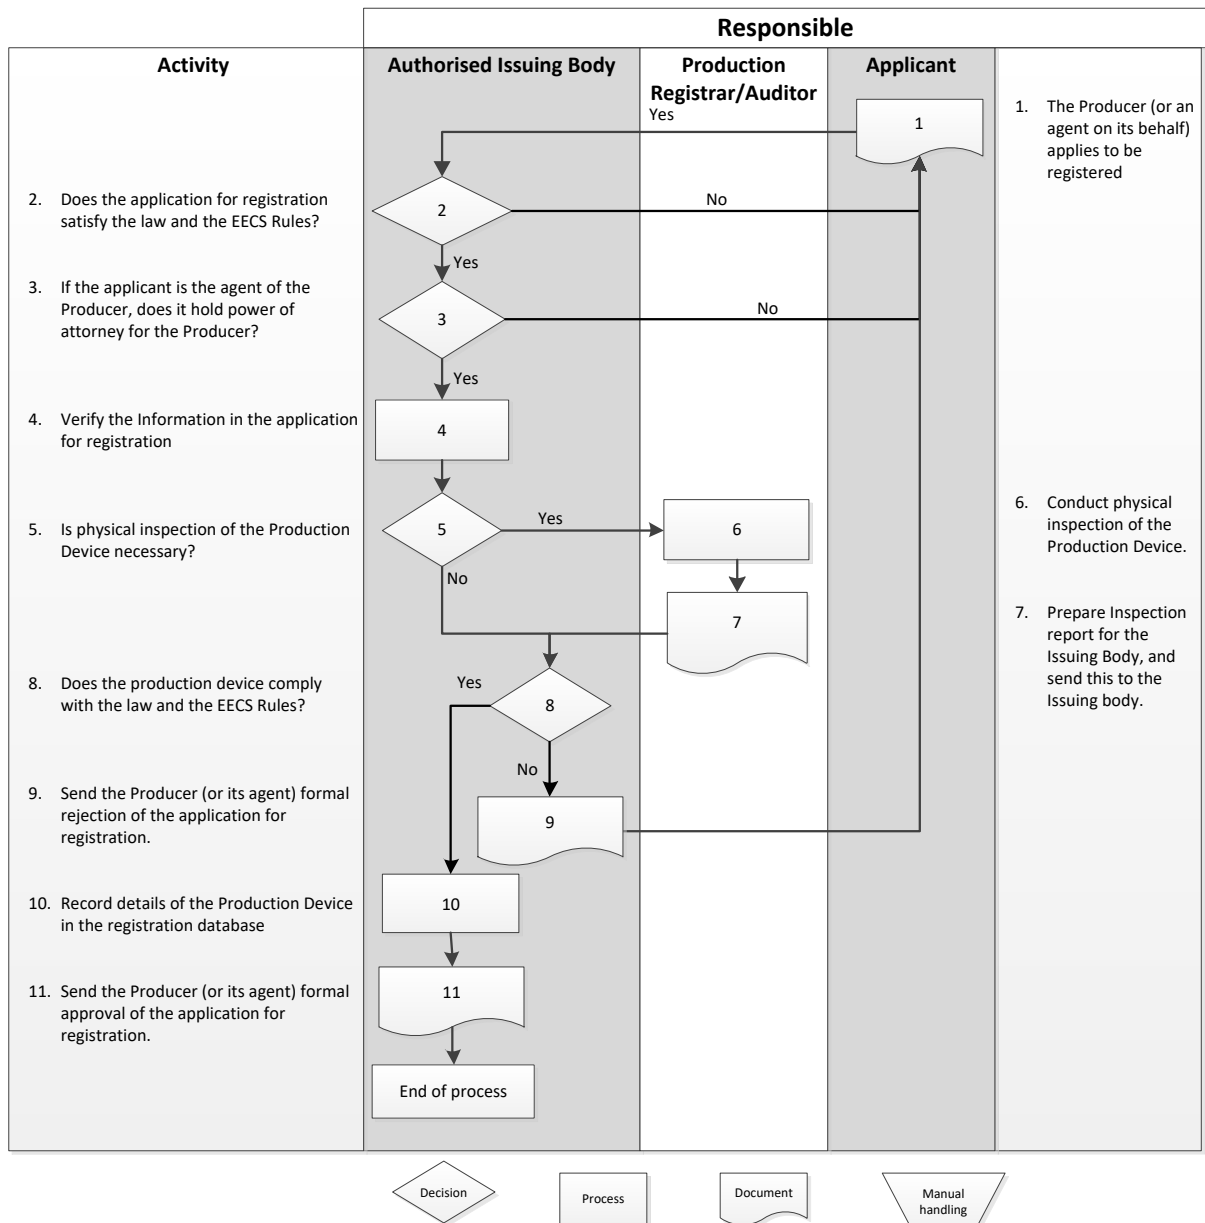 Responsible
Activity
Authorised Issuing Body
Production
Registrar/Auditor
Applicant
Yes
1
1. The Producer (or an
agent on its behalf)
applies to be
registered
2. Does the application for registration
satisfy the law and the EECS Rules?
2
No
Yes
3. If the applicant is the agent of the
Producer, does it hold power of
attorney for the Producer?
3
No
Yes
4. Verify the Information in the application
for registration
4
5. Is physical inspection of the Production
Device necessary?
5
Yes
6
6. Conduct physical
inspection of the
Production Device.
No
7
7. Prepare Inspection
report for the
Issuing Body, and
send this to the
Issuing body.
8. Does the production device comply
with the law and the EECS Rules?
Yes
8
No
9. Send the Producer (or its agent) formal
rejection of the application for
registration.
9
10. Record details of the Production Device
in the registration database
10
11. Send the Producer (or its agent) formal
approval of the application for
registration.
11
End of process
Decision
Process
Document
Manual
handling